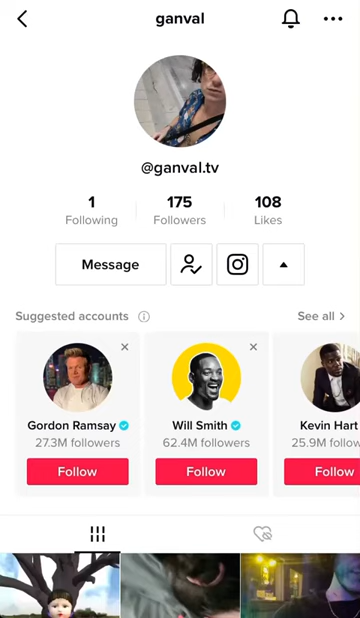 ganval
@ganval.tv
1 175 108
Following Followers Likes
Message
Suggested accounts See all >
Gordon Ramsay Will Smith Kevin Hart
27.3M followers 62.4M followers 25.9M follow
Follow Follow Follow